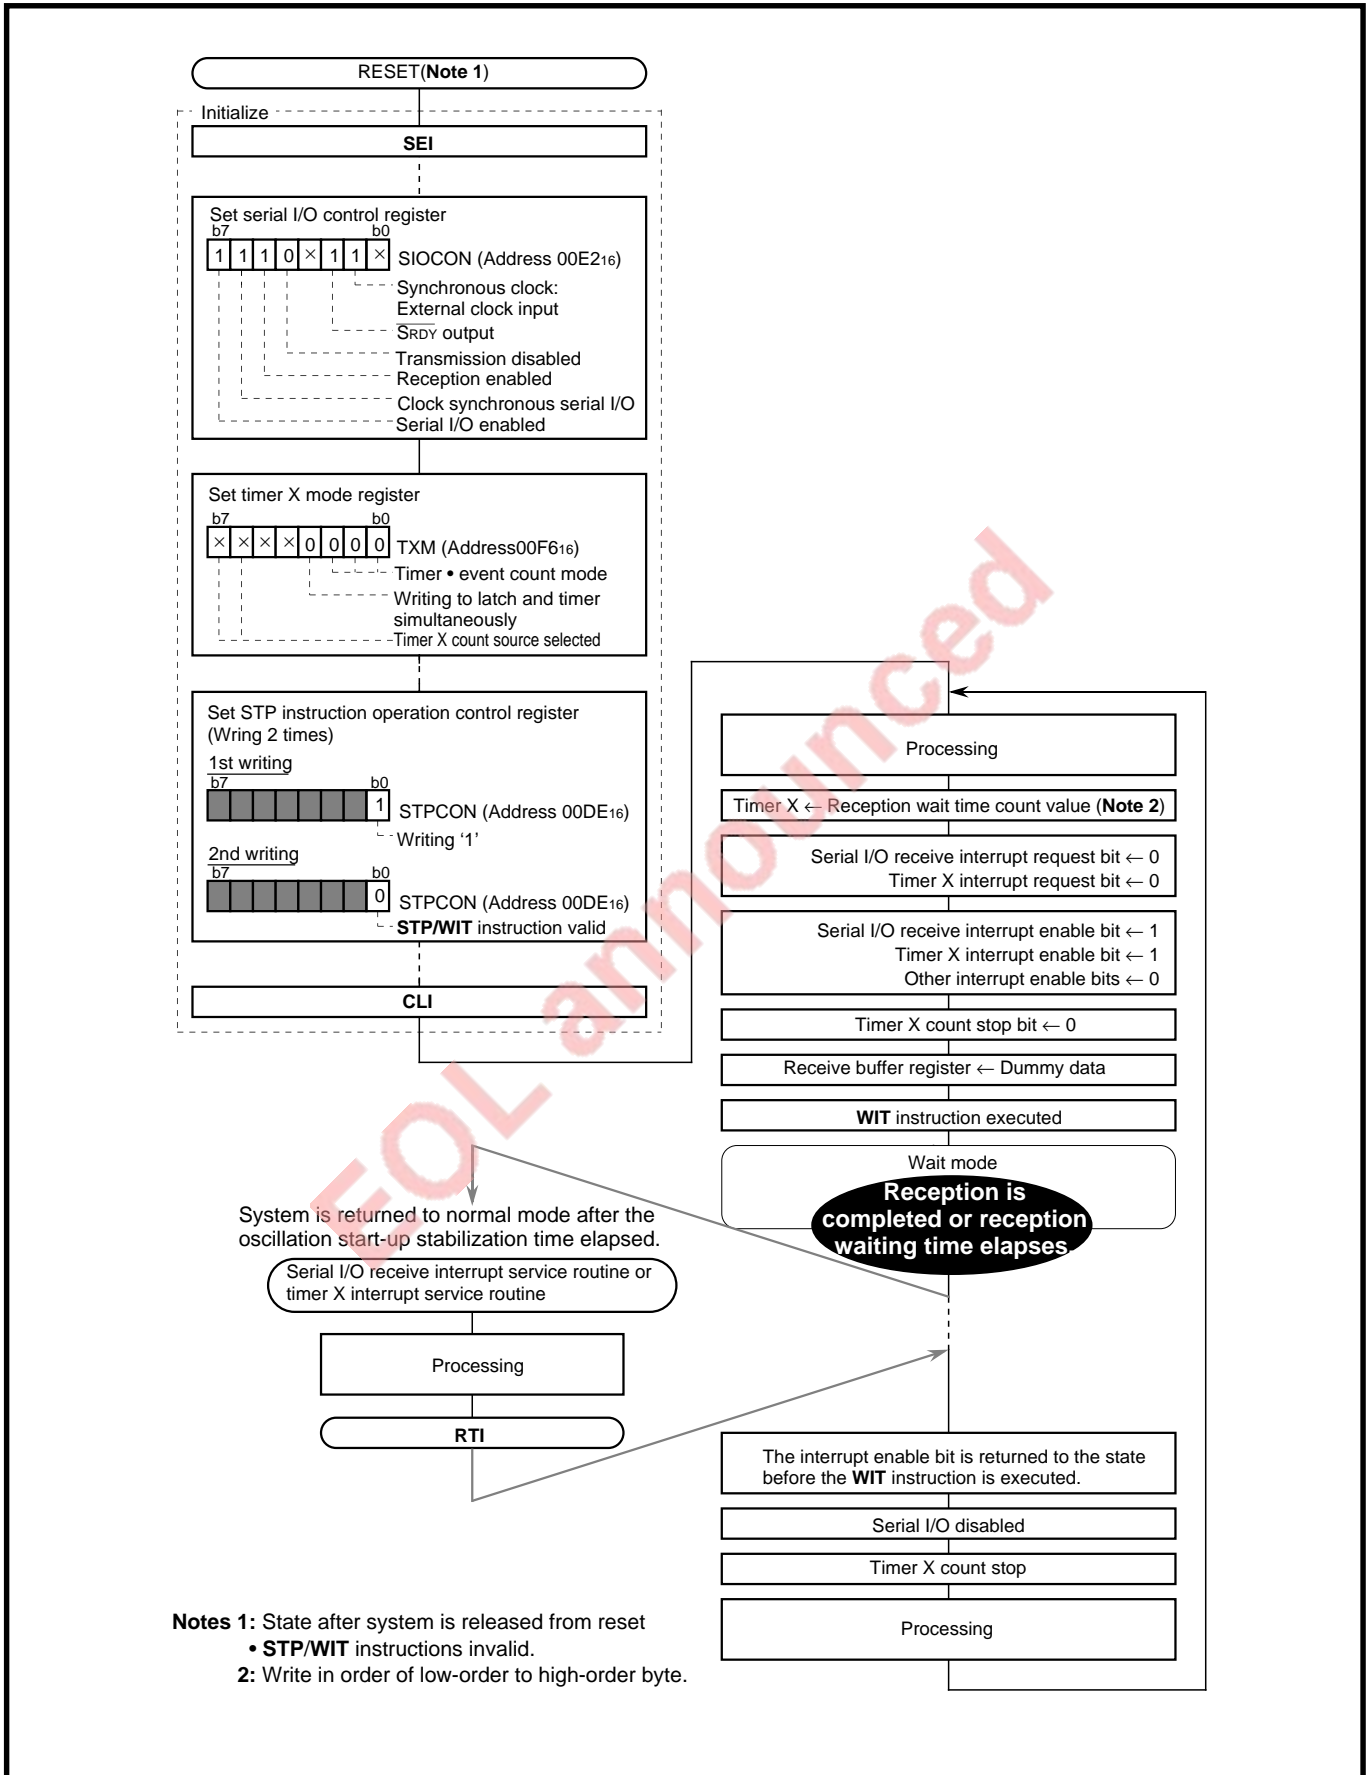 RESET(Note 1)
Initialize
SEI
Set serial I/O control register
b7 b0
1 1 1 0 × 1 1 × SIOCON (Address 00E216)
Synchronous clock:
External clock input
SRDY output
Transmission disabled
Reception enabled
Clock synchronous serial I/O
Serial I/O enabled
Set timer X mode register
b7 b0
× × × × 0 0 0 0 TXM (Address00F616)
Timer • event count mode
Writing to latch and timer
simultaneously
Timer X count source selected
Set STP instruction operation control register
(Wring 2 times)
1st writing
b7 b0
1 STPCON (Address 00DE16)
Writing ‘1’
2nd writing
b7 b0
0 STPCON (Address 00DE16)
STP/WIT instruction valid
CLI
Processing
Timer X ← Reception wait time count value (Note 2)
Serial I/O receive interrupt request bit ← 0
Timer X interrupt request bit ← 0
Serial I/O receive interrupt enable bit ← 1
Timer X interrupt enable bit ← 1
Other interrupt enable bits ← 0
Timer X count stop bit ← 0
Receive buffer register ← Dummy data
WIT instruction executed
Wait mode
Reception is
completed or reception
waiting time elapses.
System is returned to normal mode after the
oscillation start-up stabilization time elapsed.
Serial I/O receive interrupt service routine or
timer X interrupt service routine
Processing
RTI
The interrupt enable bit is returned to the state
before the WIT instruction is executed.
Serial I/O disabled
Timer X count stop
Processing
Notes 1: State after system is released from reset
• STP/WIT instructions invalid.
2: Write in order of low-order to high-order byte.
EOL announced